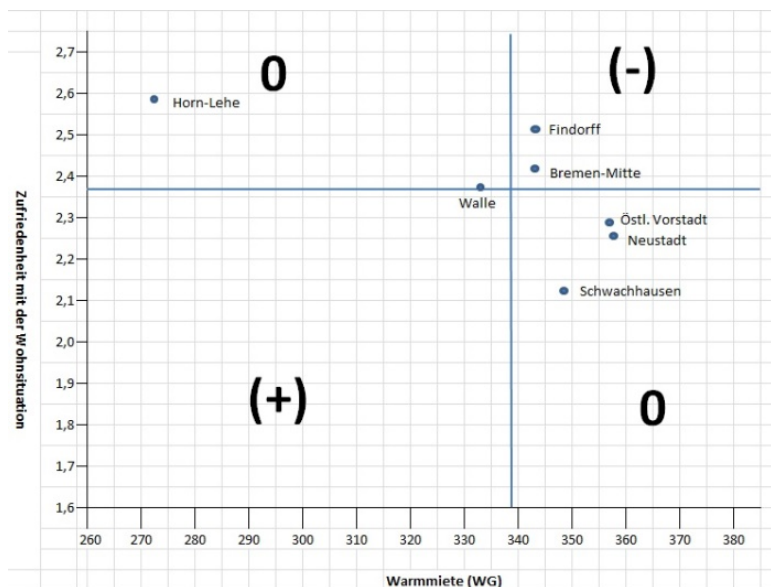 2,7
0
(-)
2,6
Horn-Lehe
2,5
Findorff
2,4
Bremen-Mitte
Walle
2,3
Östl. Vorstadt
Neustadt
2,2
2,1
Schwachhausen
2,0
1,9
(+)
0
1,8
1,7
1,6
Zufriedenheit mit der Wohnsituation
260 270 280 290 300 310 320 330 340 350 360 370 380
Warmmiete (WG)